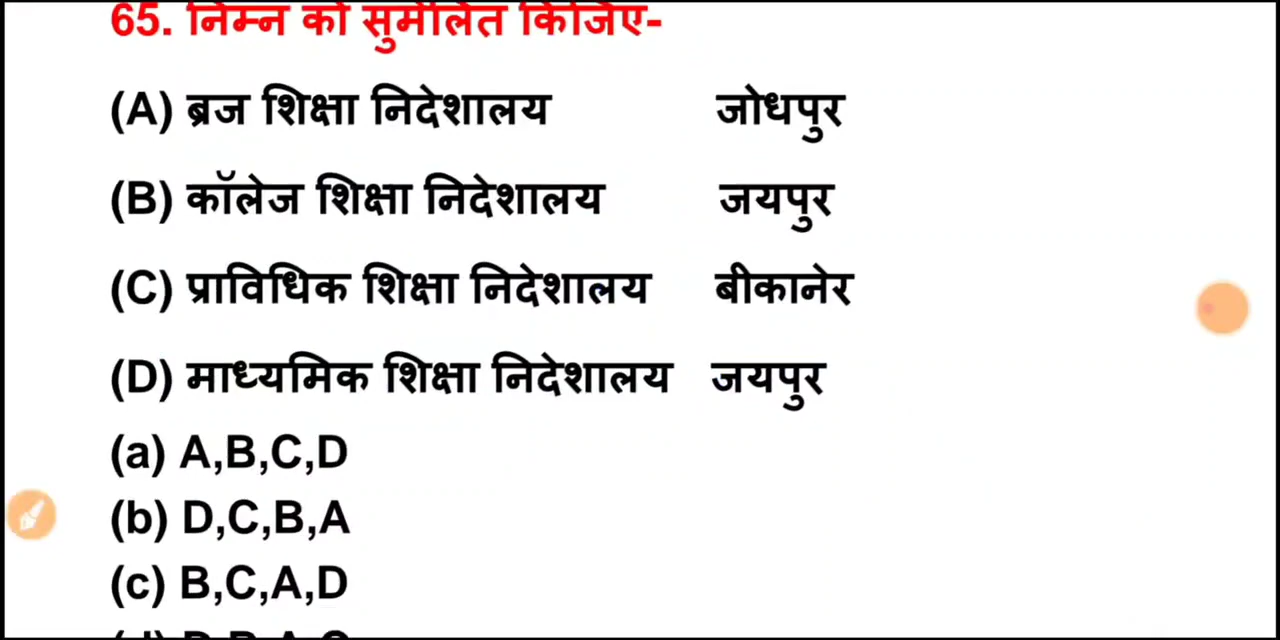 65. निम्न को सुमेलित किजिए-
(A) ब्रज शिक्षा निदेशालय जोधपुर
(B) कॉलेज शिक्षा निदेशालय जयपुर
(C) प्राविधिक शिक्षा निदेशालय बीकानेर
(D) माध्यमिक शिक्षा निदेशालय जयपुर
(a) A,B,C,D
(b) D,C,B,A
(c) B,C,A,D